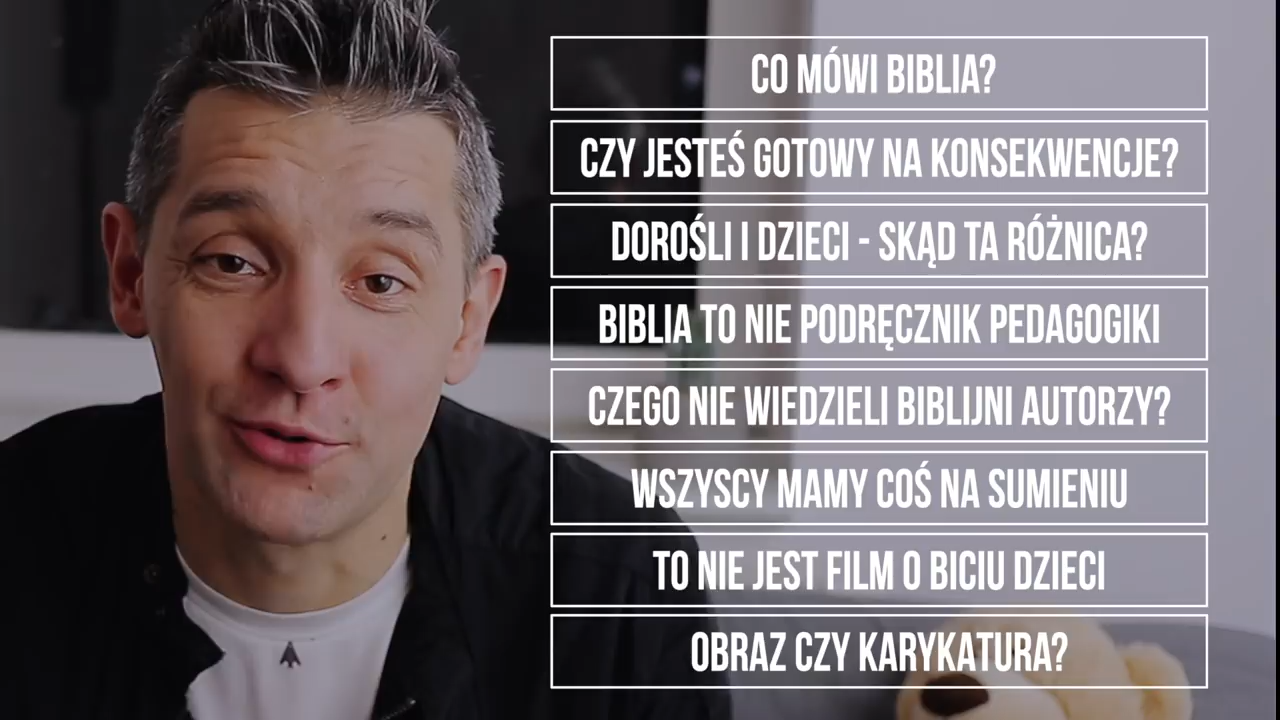 CO MÓWI BIBLIA?
CZY JESTEŚ GOTOWY NA KONSEKWENCJE?
DOROŚLI I DZIECI - SKĄD TA RÓŻNICA?
BIBLIA TO NIE PODRĘCZNIK PEDAGOGIKI
CZEGO NIE WIEDZIELI BIBLIJNI AUTORZY?
WSZYSCY MAMY COŚ NA SUMIENIU
TO NIE JEST FILM O BICIU DZIECI
OBRAZ CZY KARYKATURA?